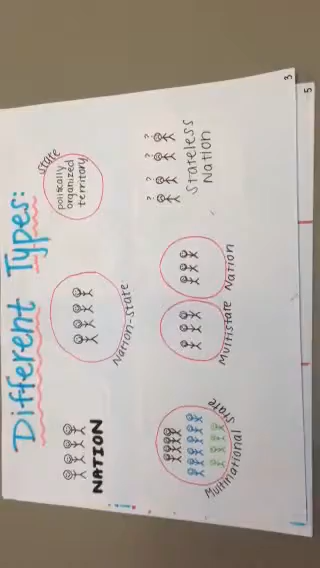 Different Types:
NATION
Nation-state
State
politically
organized
territory
Multinational State
Multistate Nation
? ? ? ?
Stateless
Nation
3
5